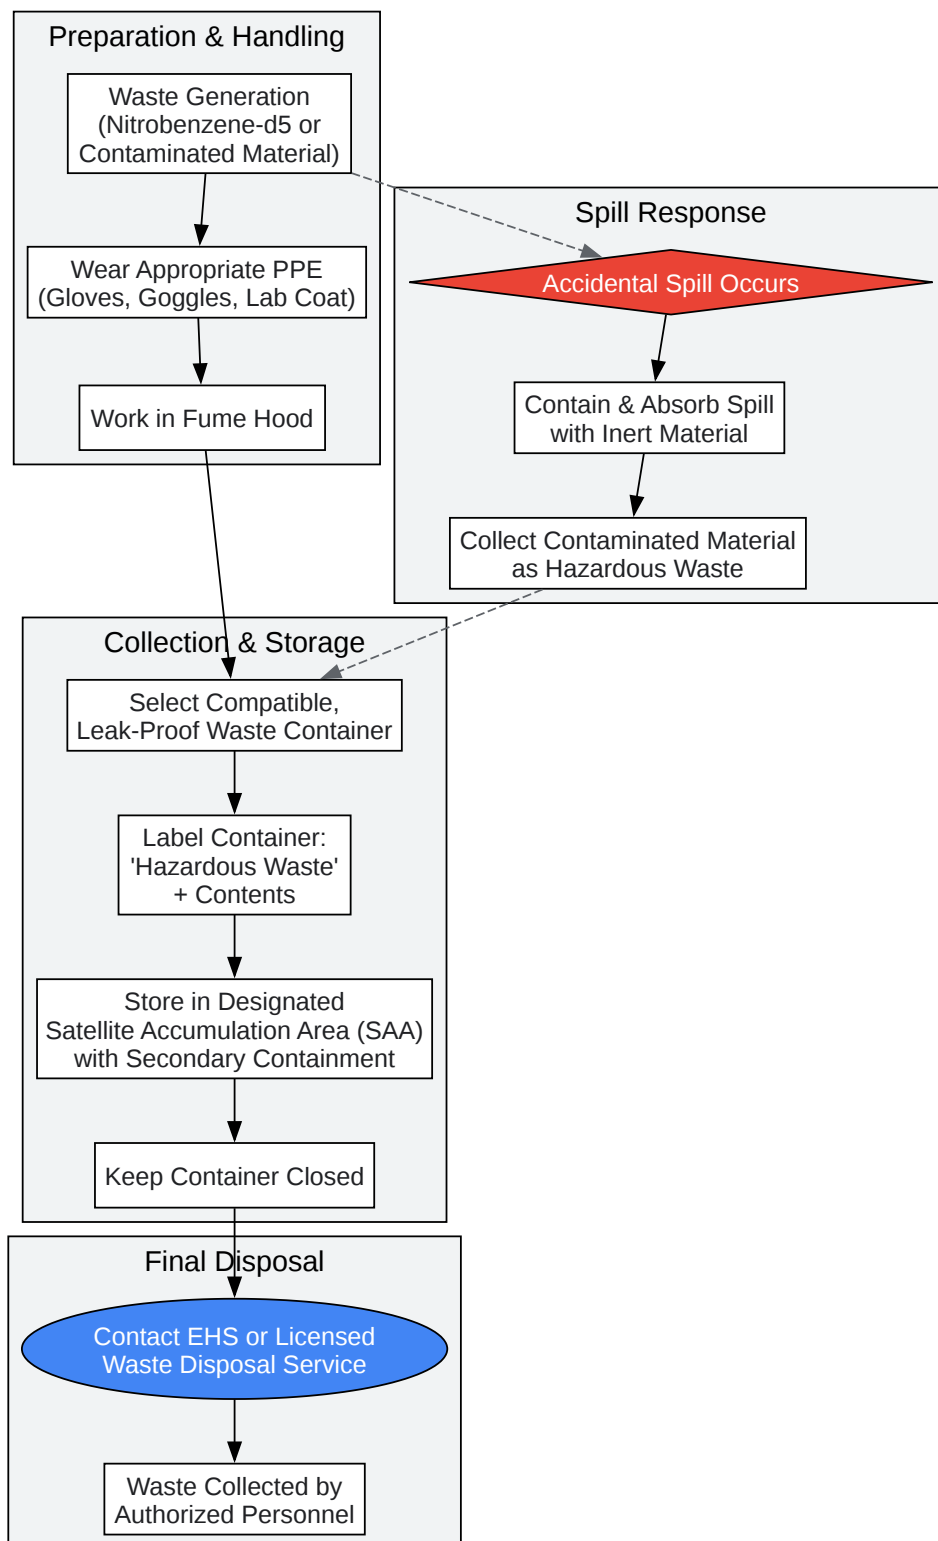 Preparation & Handling
Waste Generation
(Nitrobenzene-d5 or
Contaminated Material)
Wear Appropriate PPE
(Gloves, Goggles, Lab Coat)
Work in Fume Hood
Spill Response
Accidental Spill Occurs
Contain & Absorb Spill
with Inert Material
Collect Contaminated Material
as Hazardous Waste
Collection & Storage
Select Compatible,
Leak-Proof Waste Container
Label Container:
'Hazardous Waste'
+ Contents
Store in Designated
Satellite Accumulation Area (SAA)
with Secondary Containment
Keep Container Closed
Final Disposal
Contact EHS or Licensed
Waste Disposal Service
Waste Collected by
Authorized Personnel